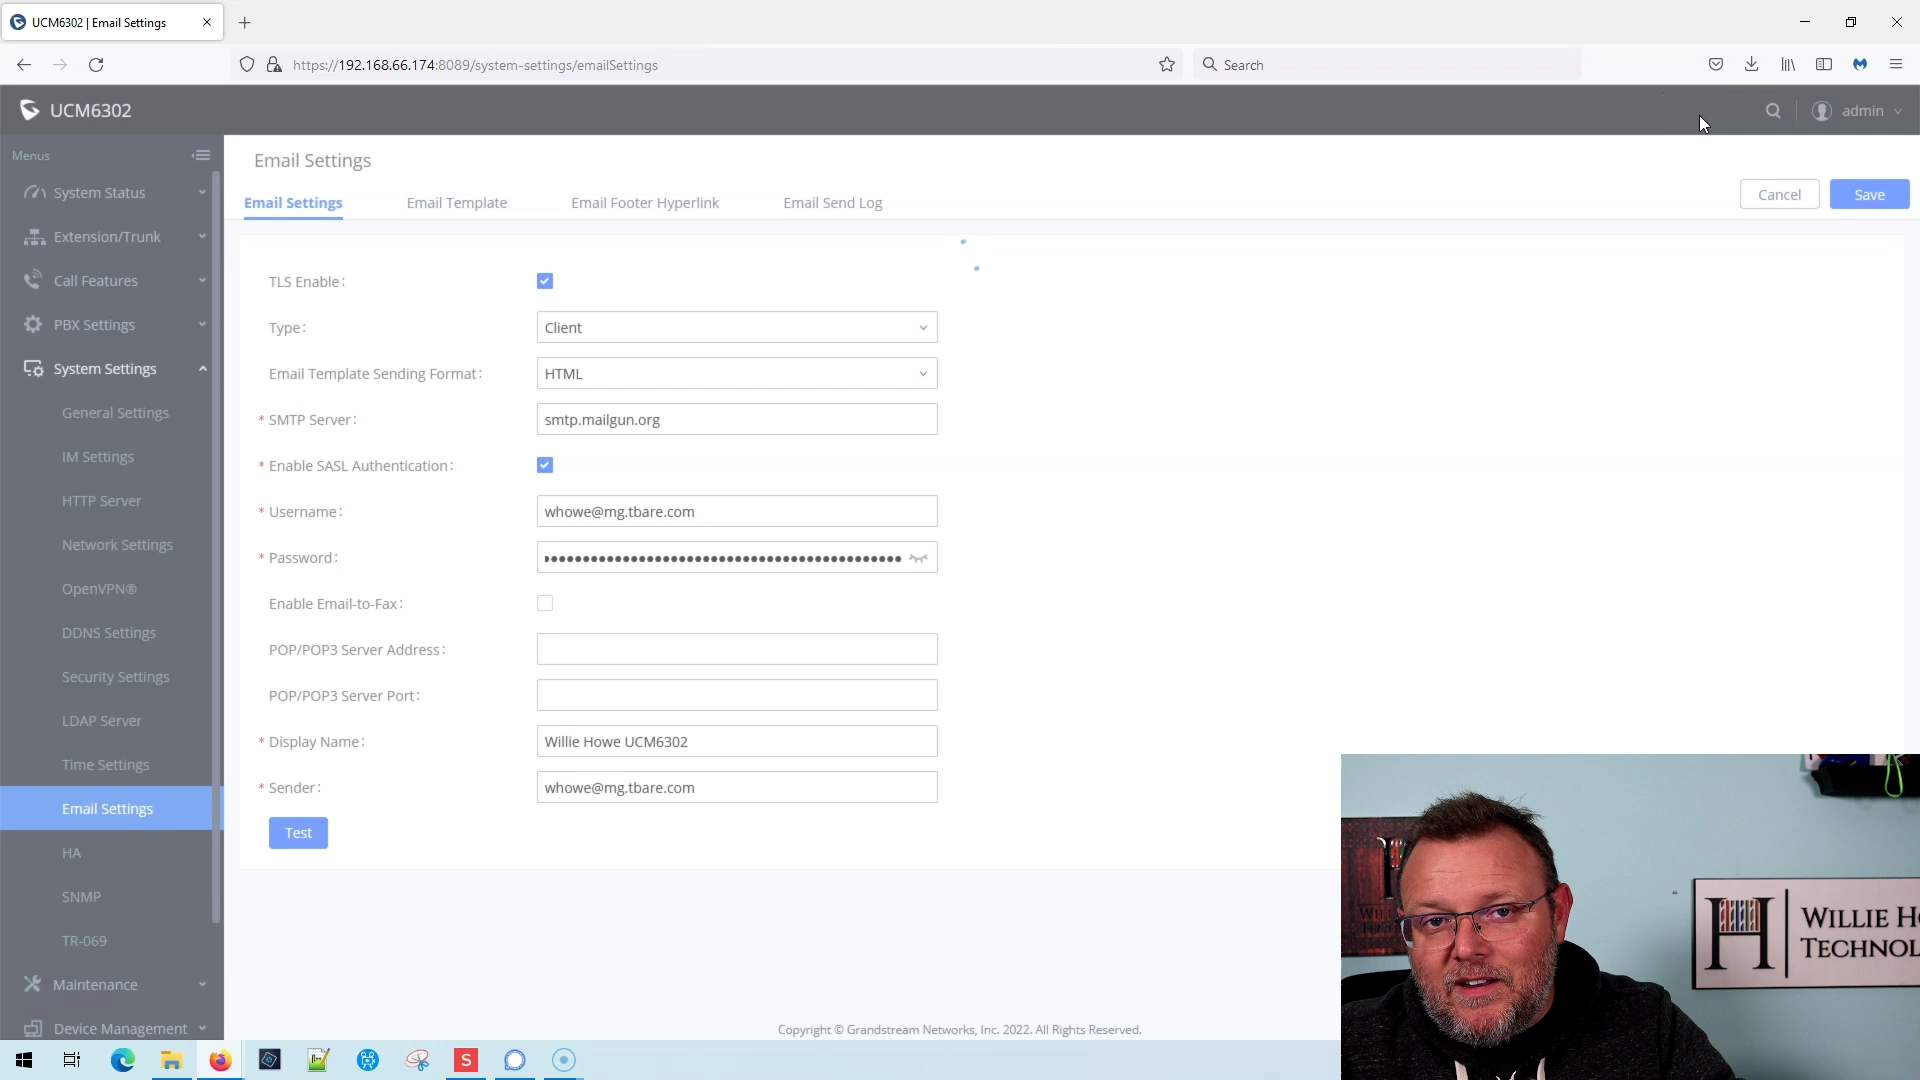 UCM6302 | Email Settings
https://192.168.66.174:8089/system-settings/emailSettings
Search
UCM6302
admin
Menus
System Status
Extension/Trunk
Call Features
PBX Settings
System Settings
General Settings
IM Settings
HTTP Server
Network Settings
OpenVPN®
DDNS Settings
Security Settings
LDAP Server
Time Settings
Email Settings
HA
SNMP
TR-069
Maintenance
Device Management
Email Settings
Email Settings
Email Template
Email Footer Hyperlink
Email Send Log
Cancel
Save
TLS Enable:
Type:
Client
Email Template Sending Format:
HTML
* SMTP Server:
smtp.mailgun.org
* Enable SASL Authentication:
* Username:
whowe@mg.tbare.com
* Password:
Enable Email-to-Fax:
POP/POP3 Server Address:
POP/POP3 Server Port:
* Display Name:
Willie Howe UCM6302
* Sender:
whowe@mg.tbare.com
Test
Copyright © Grandstream Networks, Inc. 2022. All Rights Reserved.
S
H
WILLIE H
TECHNOL